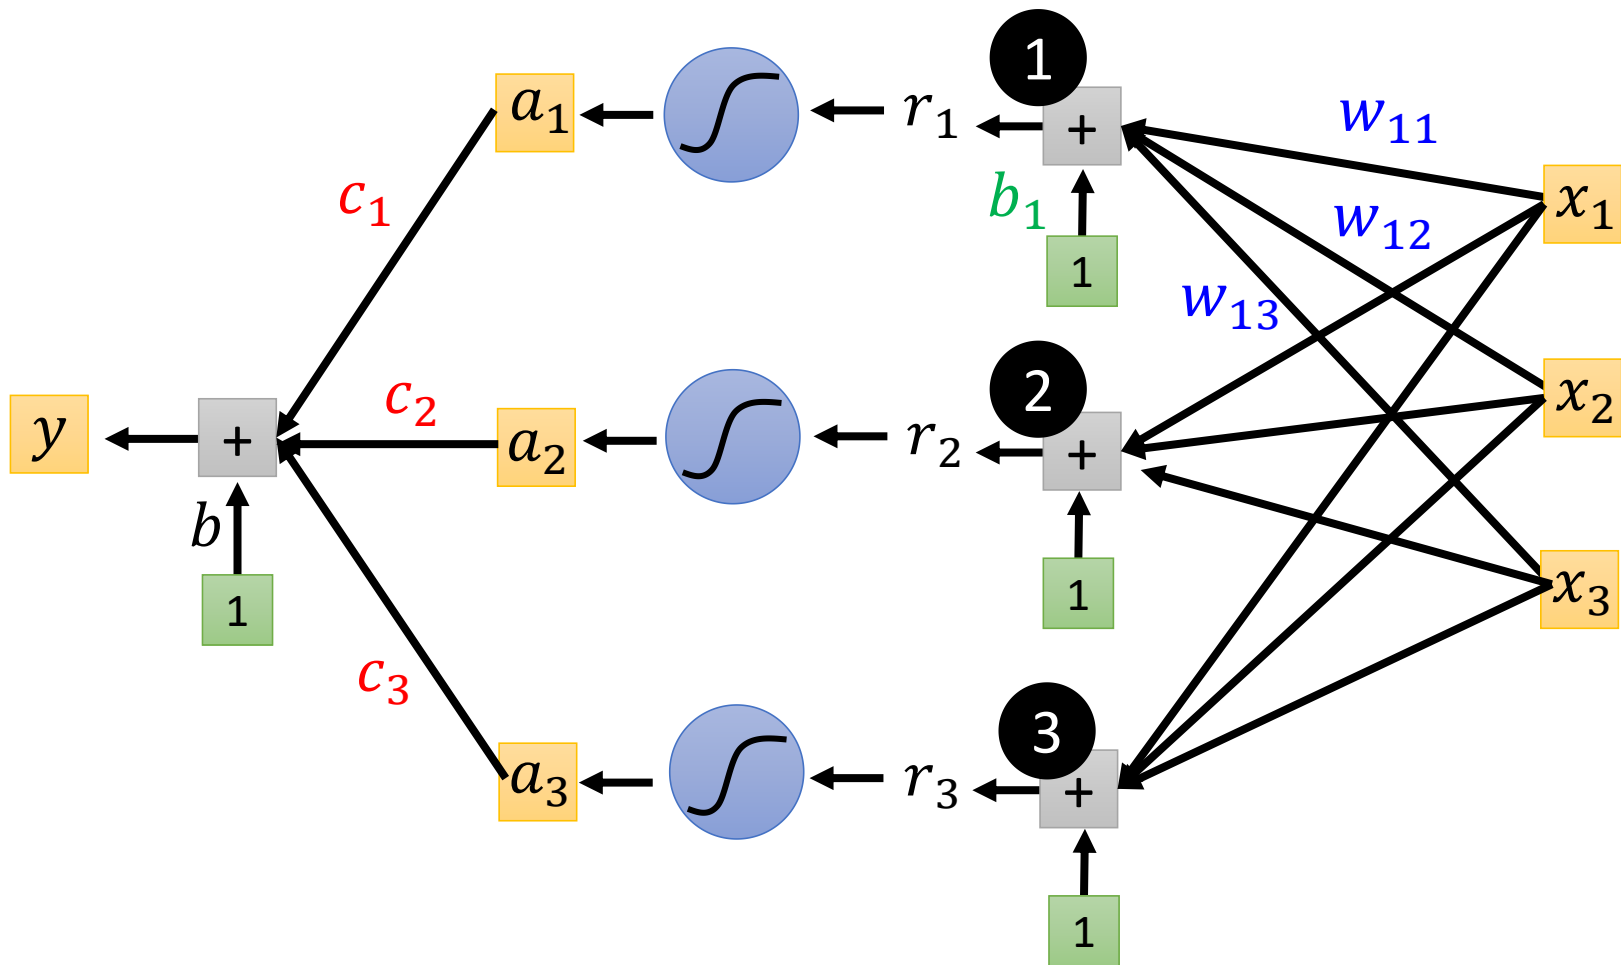 1
a₁
r₁
+
w₁₁
x₁
c₁
b₁
w₁₂
1
w₁₃
2
y
+
c₂
a₂
r₂
+
x₂
b
1
1
x₃
c₃
3
a₃
r₃
+
1